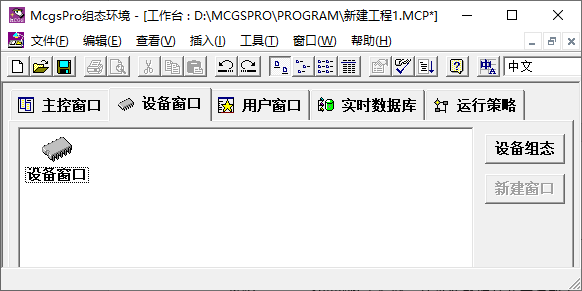 McgsPro组态环境 - [工作台 : D:\MCGSPRO\PROGRAM\新建工程1.MCP*]
文件(F) 编辑(E) 查看(V) 插入(I) 工具(T) 窗口(W) 帮助(H)
中文
主控窗口 设备窗口 用户窗口 实时数据库 运行策略
设备窗口
设备组态
新建窗口